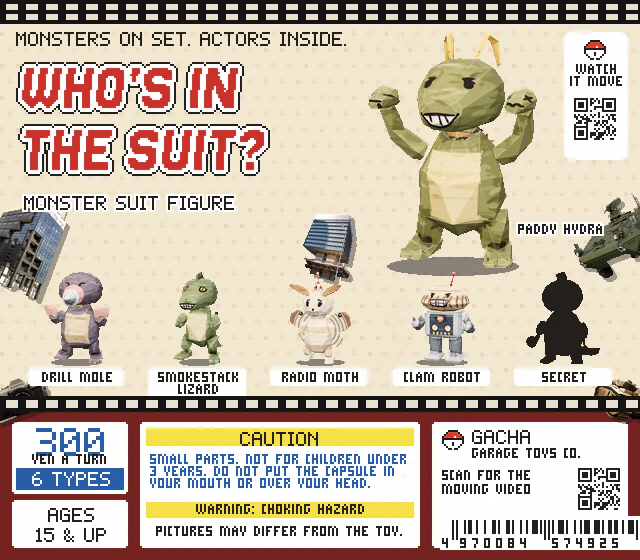 MONSTERS ON SET. ACTORS INSIDE.
WHO'S IN
THE SUIT?
MONSTER SUIT FIGURE
WATCH
IT MOVE
PADDY HYDRA
DRILL MOLE
SMOKESTACK
LIZARD
RADIO MOTH
CLAM ROBOT
SECRET
300
YEN A TURN
6 TYPES
AGES
15 & UP
CAUTION
SMALL PARTS. NOT FOR CHILDREN UNDER
3 YEARS. DO NOT PUT THE CAPSULE IN
YOUR MOUTH OR OVER YOUR HEAD.
WARNING: CHOKING HAZARD
PICTURES MAY DIFFER FROM THE TOY.
GACHA
GARAGE TOYS CO.
SCAN FOR THE
MOVING VIDEO
4 970084 574925